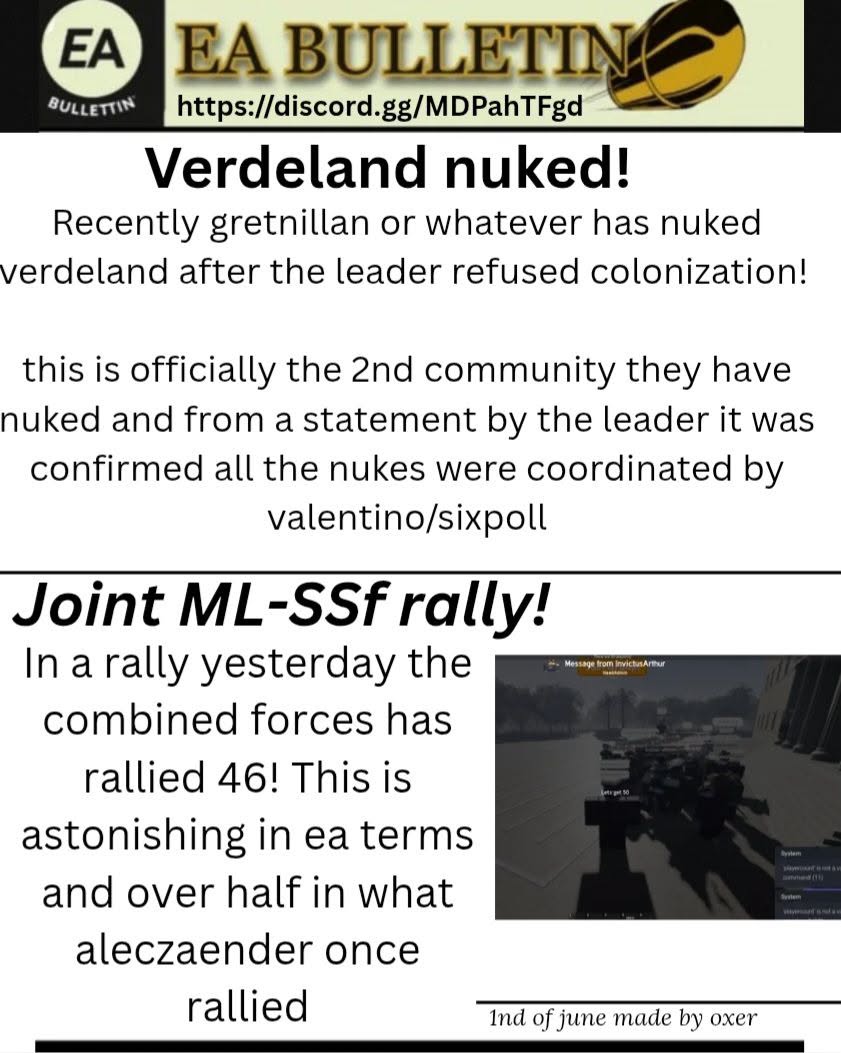 EA
BULLETTIN
EA BULLETIN
https://discord.gg/MDPahTFgd
Verdeland nuked!
Recently gretnillan or whatever has nuked
verdeland after the leader refused colonization!
this is officially the 2nd community they have
nuked and from a statement by the leader it was
confirmed all the nukes were coordinated by
valentino/sixpoll
Joint ML-SSf rally!
In a rally yesterday the
combined forces has
rallied 46! This is
astonishing in ea terms
and over half in what
aleczaender once
rallied
Message from InvictusArthur
HeadAdmin
Lets get 50
System
System
1nd of june made by oxer